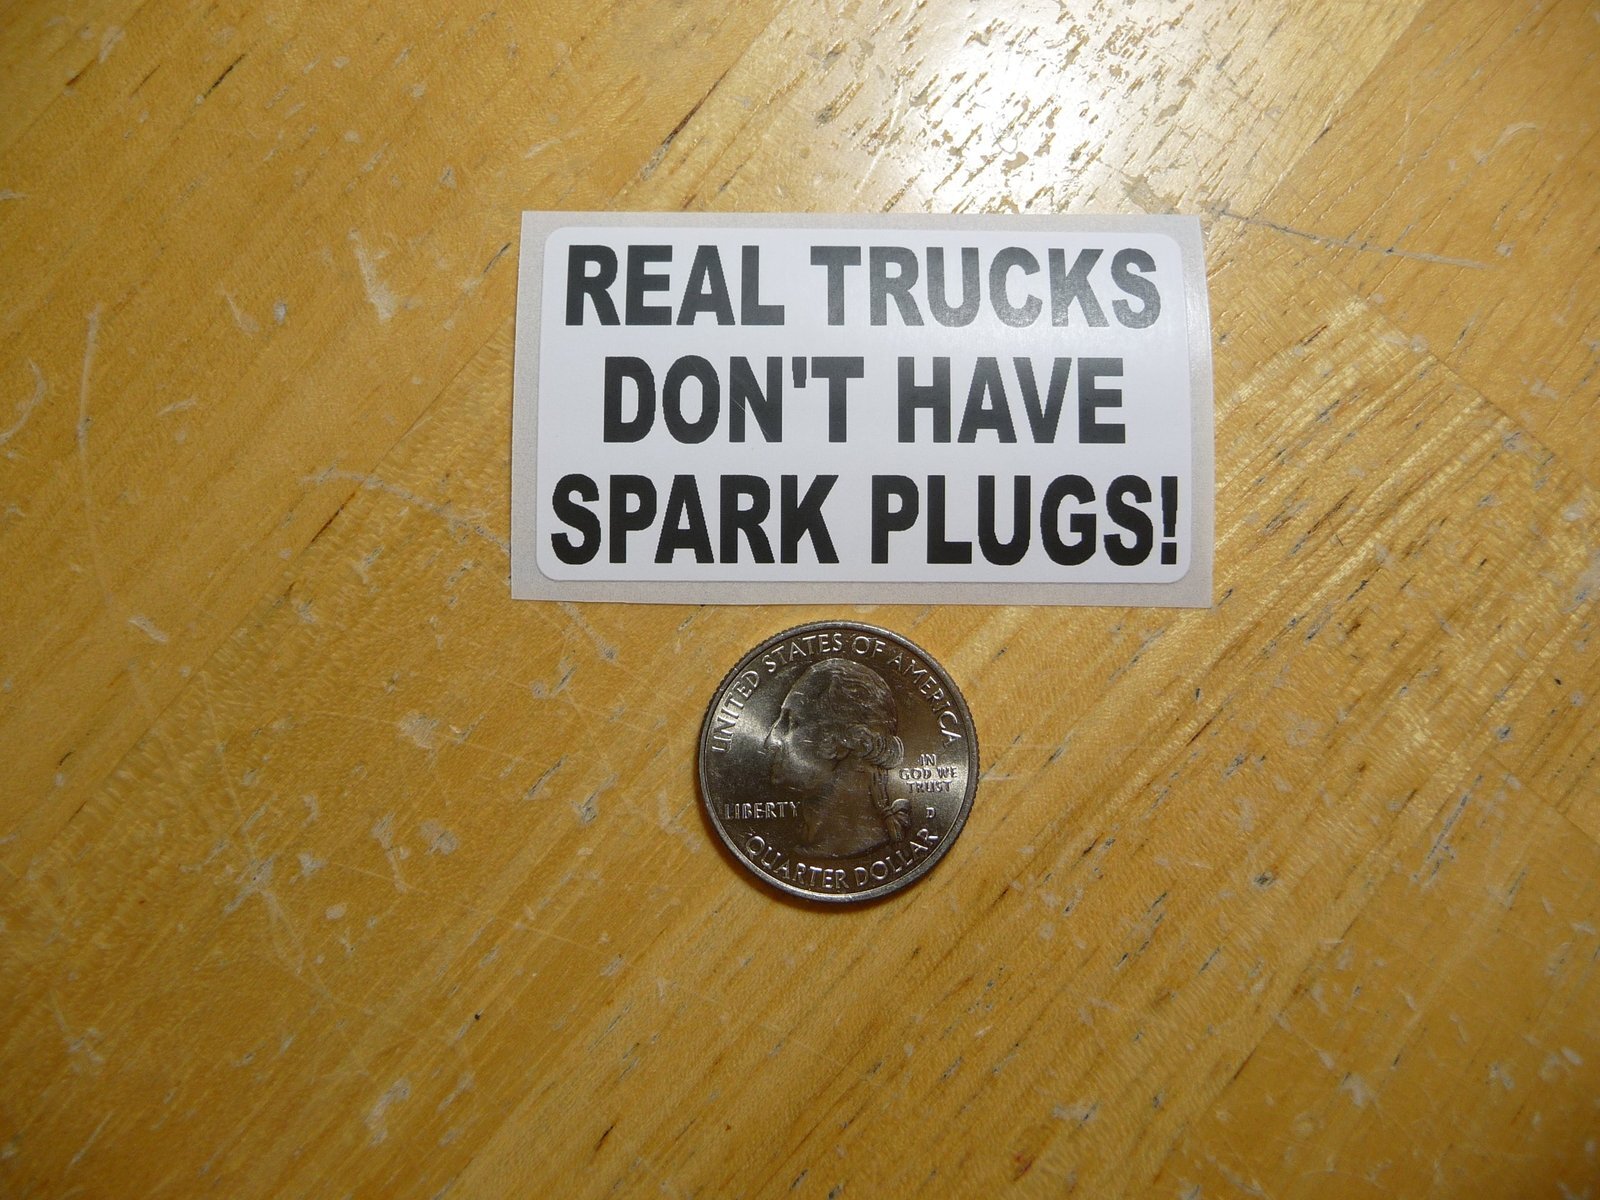 REAL TRUCKS
DON'T HAVE
SPARK PLUGS!
UNITED STATES OF AMERICA
IN
GOD WE
TRUST
LIBERTY
D
QUARTER DOLLAR